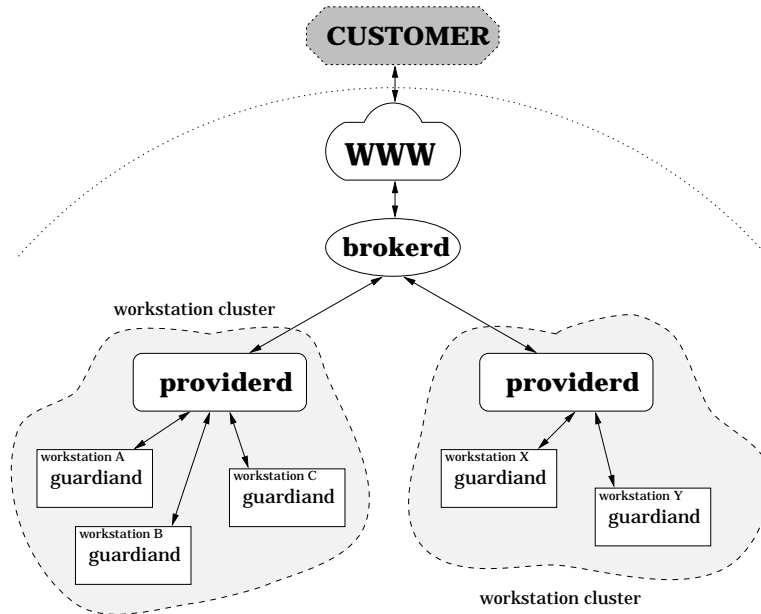 CUSTOMER
WWW
brokerd
workstation cluster
providerd
providerd
workstation A
guardiand
workstation B
guardiand
workstation C
guardiand
workstation X
guardiand
workstation Y
guardiand
workstation cluster